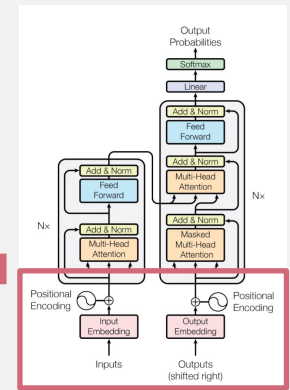 Output
Probabilities
Softmax
Linear
Add & Norm
Feed
Forward
Add & Norm
Multi-Head
Attention
Add & Norm
Masked
Multi-Head
Attention
Nx
Add & Norm
Feed
Forward
Add & Norm
Multi-Head
Attention
Nx
Positional
Encoding
Input
Embedding
Inputs
Output
Embedding
Positional
Encoding
Outputs
(shifted right)